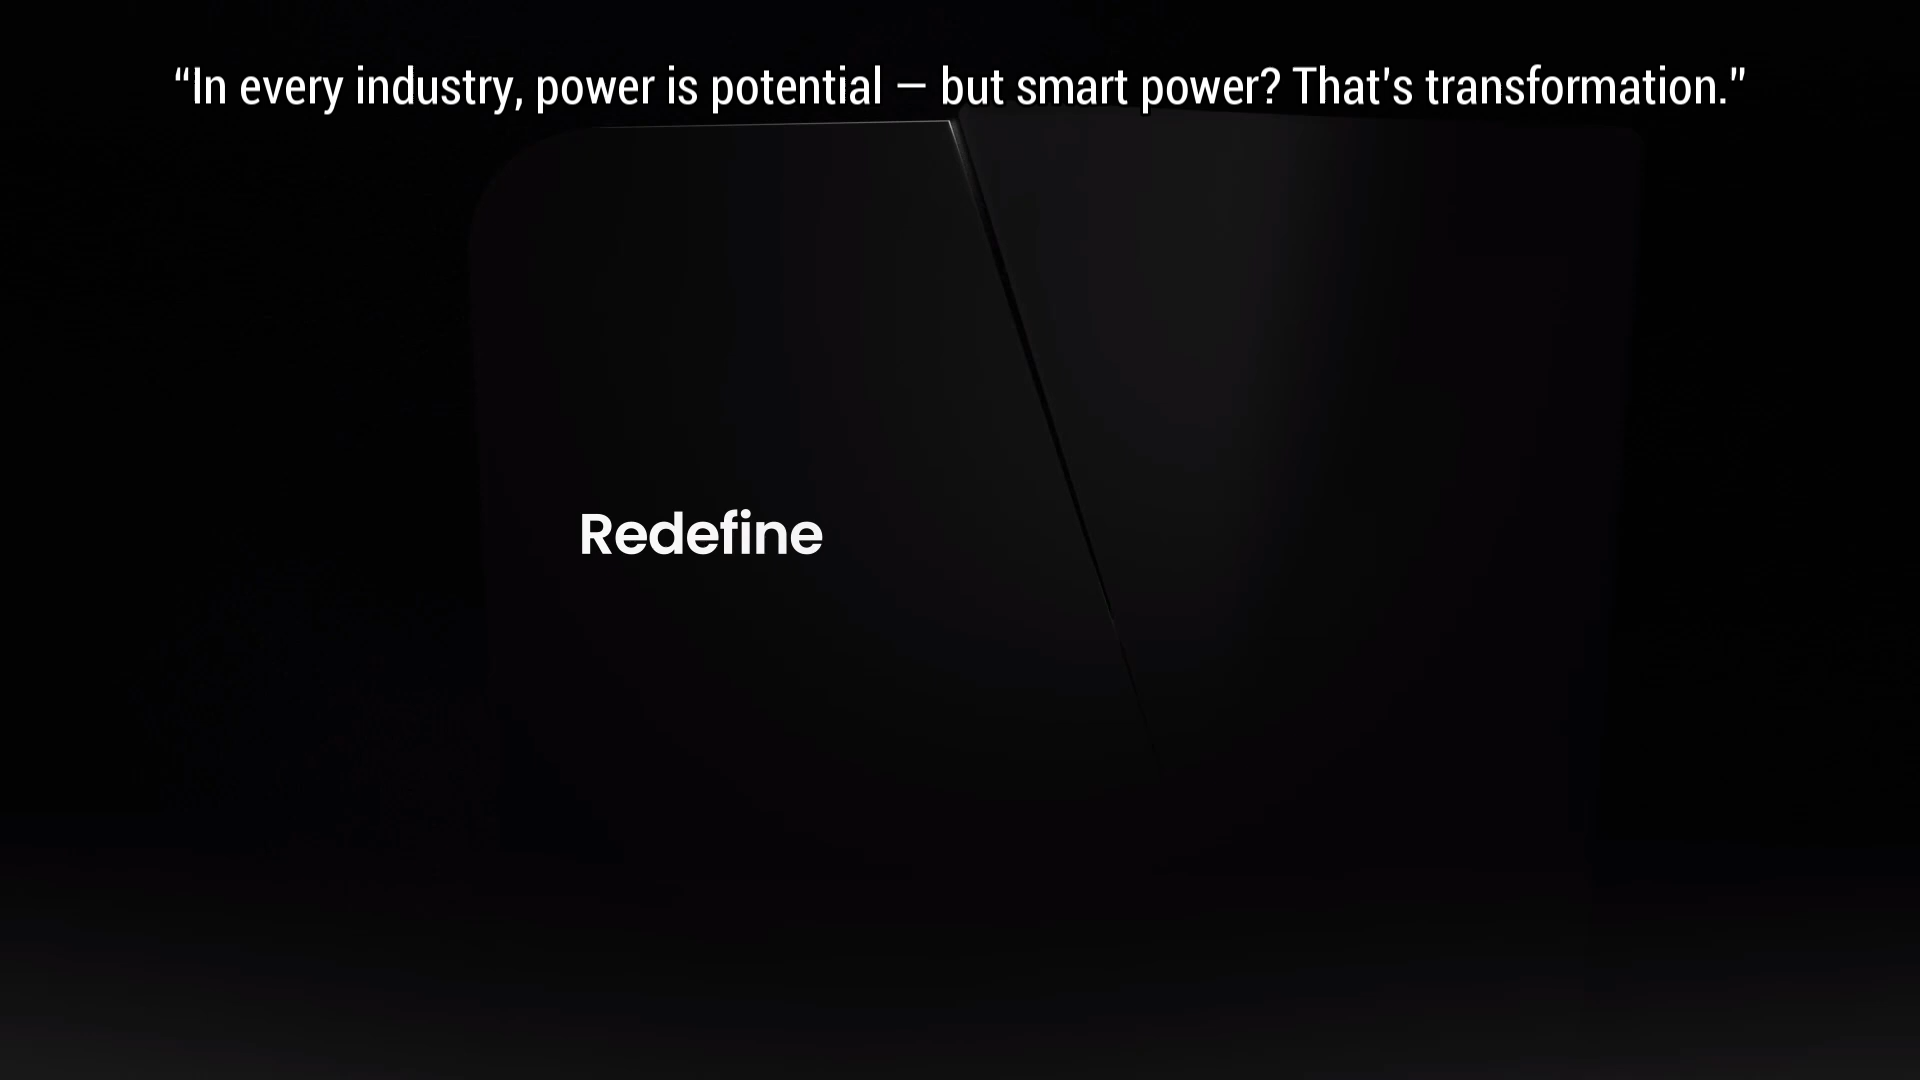 “In every industry, power is potential — but smart power? That's transformation.”
Redefine